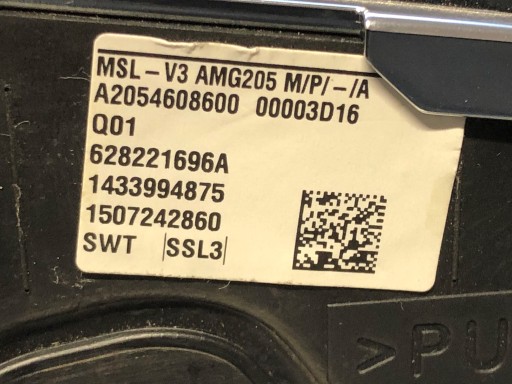 MSL-V3 AMG205 M/P/-/A
A2054608600 00003D16
Q01
628221696A
1433994875
1507242860
SWT |SSL3|
>PU